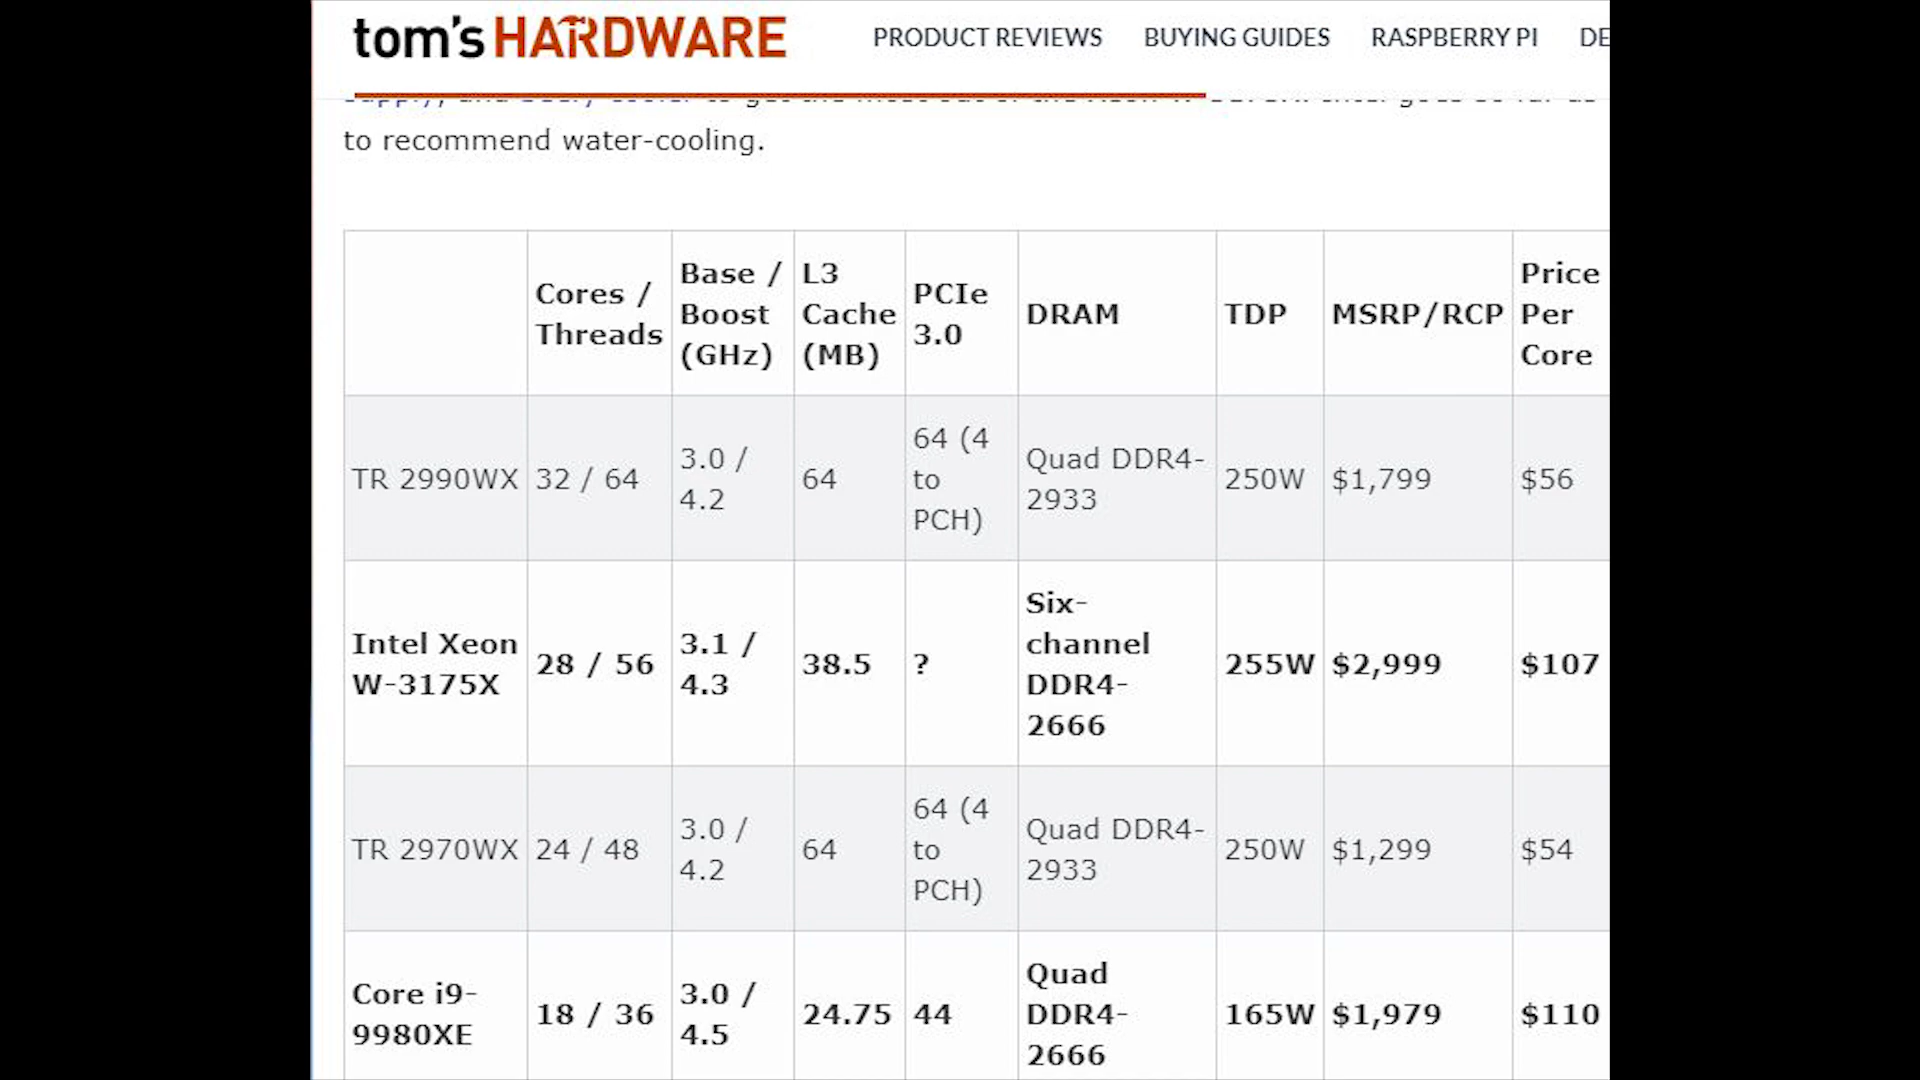 tom's HARDWARE PRODUCT REVIEWS BUYING GUIDES RASPBERRY PI DE
to recommend water-cooling.
Cores / Threads Base / Boost (GHz) L3 Cache (MB) PCIe 3.0 DRAM TDP MSRP/RCP Price Per Core
TR 2990WX 32 / 64 3.0 / 4.2 64 64 (4 to PCH) Quad DDR4-2933 250W $1,799 $56
Intel Xeon W-3175X 28 / 56 3.1 / 4.3 38.5 ? Six-channel DDR4-2666 255W $2,999 $107
TR 2970WX 24 / 48 3.0 / 4.2 64 64 (4 to PCH) Quad DDR4-2933 250W $1,299 $54
Core i9-9980XE 18 / 36 3.0 / 4.5 24.75 44 Quad DDR4-2666 165W $1,979 $110